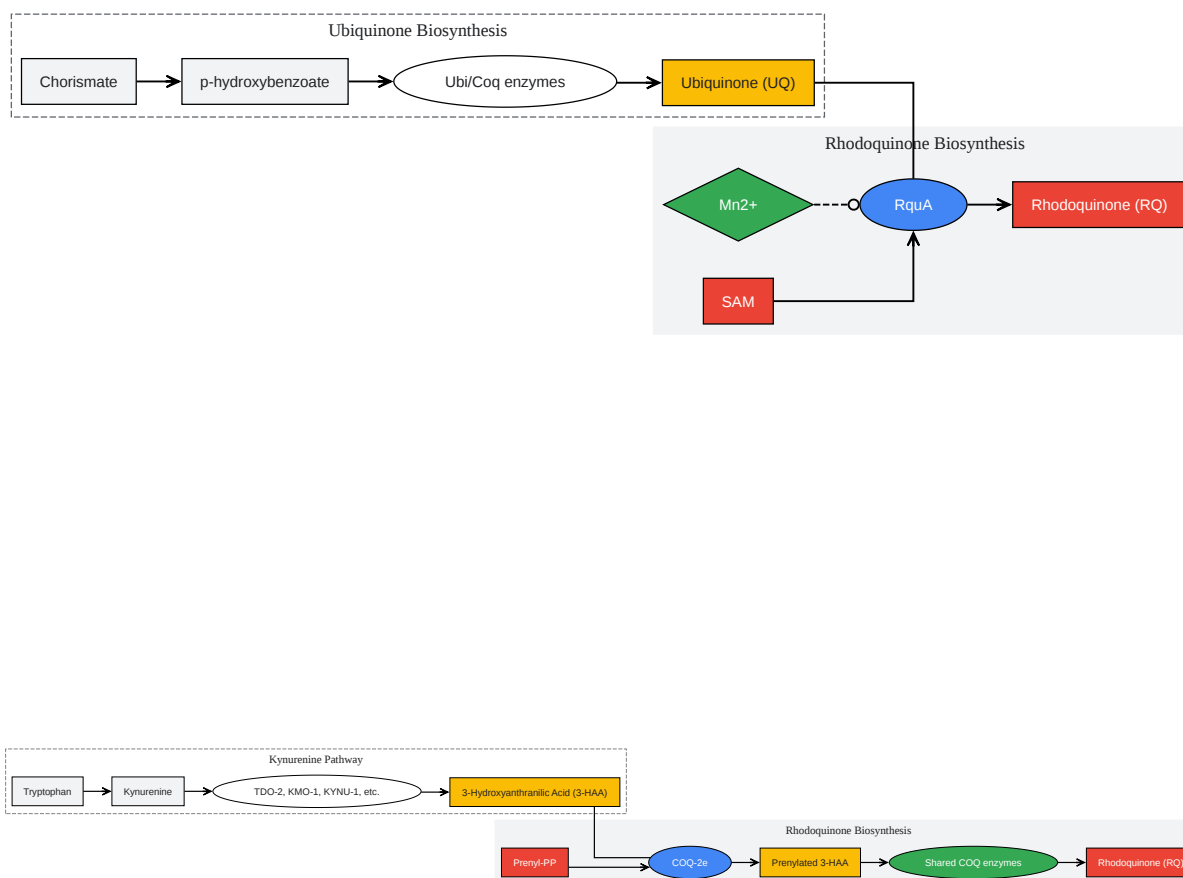 Ubiquinone Biosynthesis
Chorismate
p-hydroxybenzoate
Ubi/Coq enzymes
Ubiquinone (UQ)
Rhodoquinone Biosynthesis
Mn2+
RquA
Rhodoquinone (RQ)
SAM
Kynurenine Pathway
Tryptophan
Kynurenine
TDO-2, KMO-1, KYNU-1, etc.
3-Hydroxyanthranilic Acid (3-HAA)
Rhodoquinone Biosynthesis
Prenyl-PP
COQ-2e
Prenylated 3-HAA
Shared COQ enzymes
Rhodoquinone (RQ)